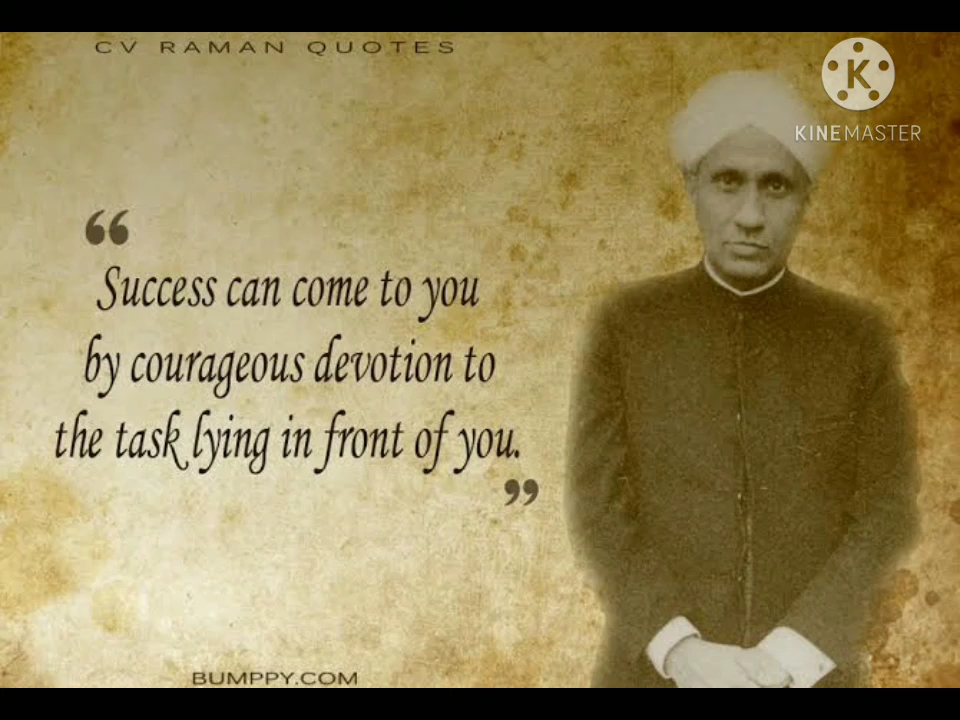 CV RAMAN QUOTES
K
KINEMASTER
“
Success can come to you
by courageous devotion to
the task lying in front of you.
”
BUMPPY.COM